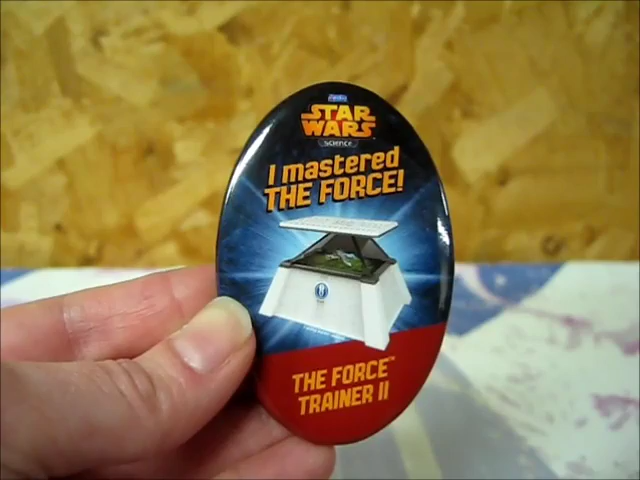 STAR
WARS
Science
I mastered
THE FORCE!
THE FORCE™
TRAINER II